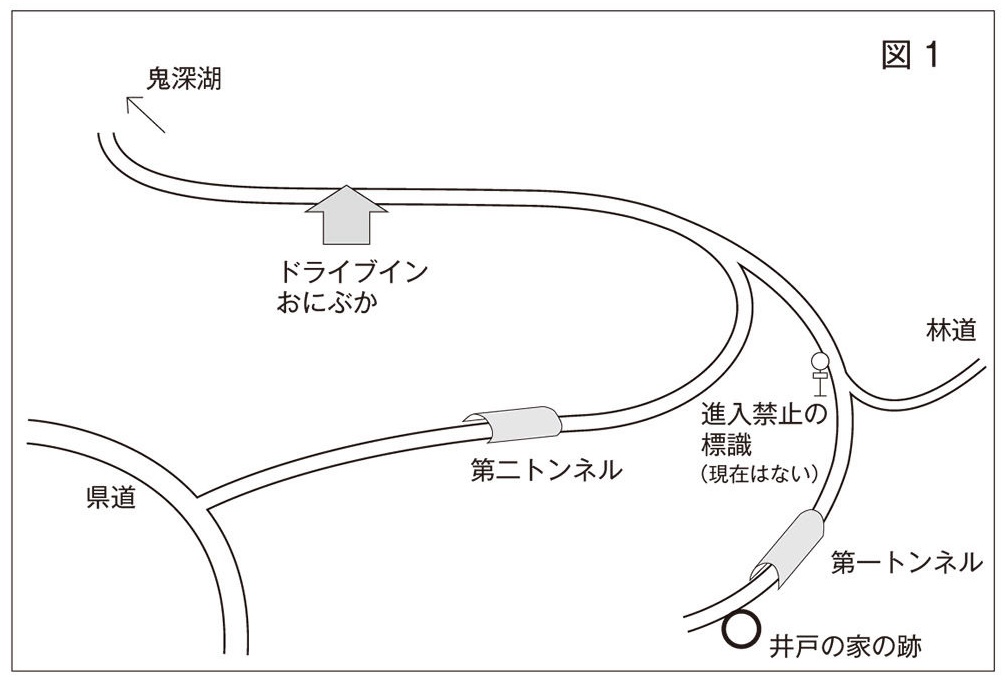 図 1
鬼深湖
ドライブイン
おにぶか
林道
進入禁止の
標識
（現在はない）
第二トンネル
県道
第一トンネル
井戸の家の跡